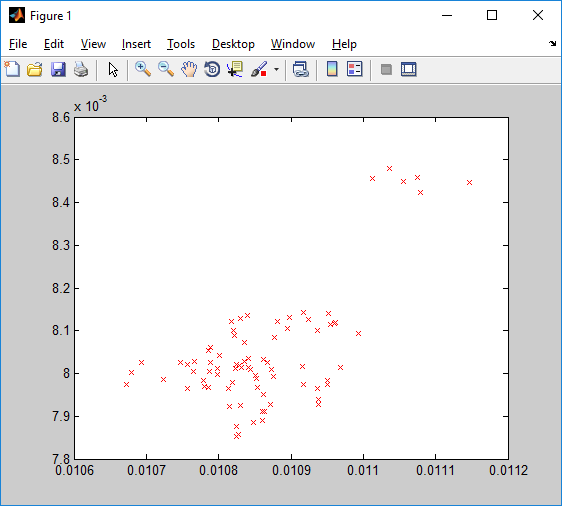 Figure 1
File Edit View Insert Tools Desktop Window Help
x 10-3
8.6
8.5
8.4
8.3
8.2
8.1
8
7.9
7.8
0.0106 0.0107 0.0108 0.0109 0.011 0.0111 0.0112